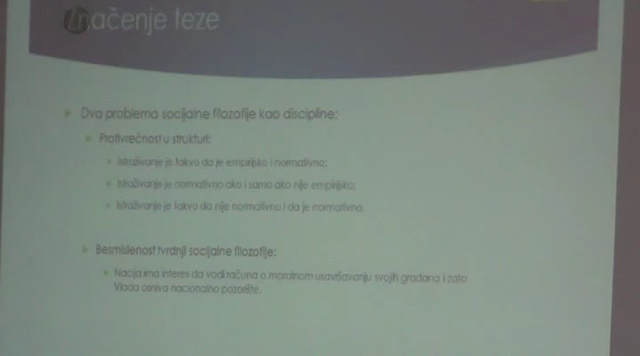 Značenje teze
Dva problema socijalne filozofije kao discipline:
Protivrečnost u strukturi:
Istraživanje je takvo da je empirijsko i normativno;
Istraživanje je normativno ako i samo ako nije empirijsko;
Istraživanje je takvo da nije normativno i da je normativno.
Besmislenost tvrdnji socijalne filozofije:
Nacija ima interes da vodi računa o moralnom usavršavanju svojih građana i zato
Vlada osniva nacionalno pozorište.